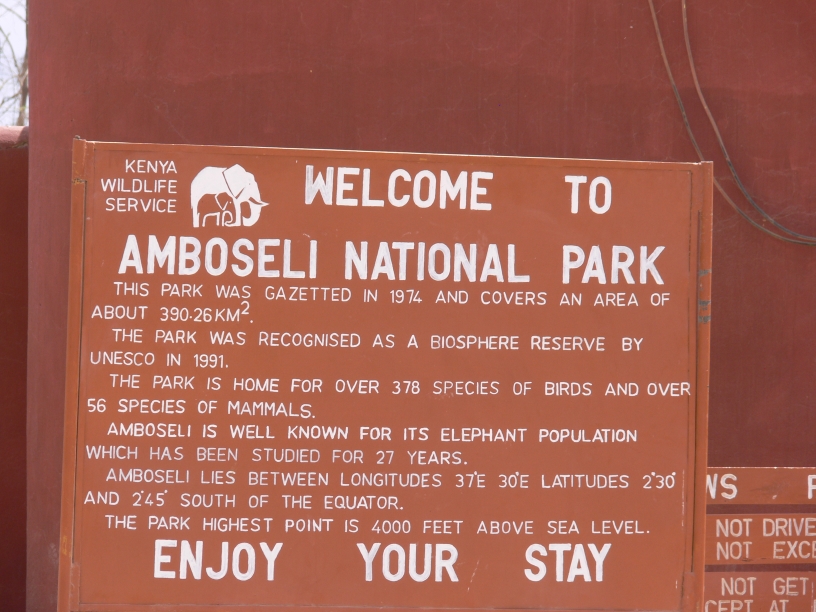 KENYA
WILDLIFE
SERVICE
WELCOME TO
AMBOSELI NATIONAL PARK
THIS PARK WAS GAZETTED IN 1974 AND COVERS AN AREA OF
ABOUT 390.26KM².
THE PARK WAS RECOGNISED AS A BIOSPHERE RESERVE BY
UNESCO IN 1991.
THE PARK IS HOME FOR OVER 378 SPECIES OF BIRDS AND OVER
56 SPECIES OF MAMMALS.
AMBOSELI IS WELL KNOWN FOR ITS ELEPHANT POPULATION
WHICH HAS BEEN STUDIED FOR 27 YEARS.
AMBOSELI LIES BETWEEN LONGITUDES 37°E 30°E LATITUDES 2°30°
AND 2°45° SOUTH OF THE EQUATOR.
THE PARK HIGHEST POINT IS 4000 FEET ABOVE SEA LEVEL.
ENJOY YOUR STAY
NOT DRIVE
NOT EXCE
NOT GET
CEPT AT